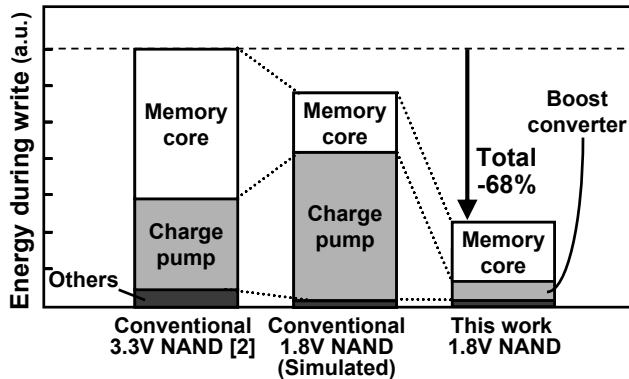 Energy during write (a.u.)
Memory
core
Charge
pump
Others
Memory
core
Charge
pump
Total
-68%
Boost
converter
Memory
core
Conventional
3.3V NAND [2]
Conventional
1.8V NAND
(Simulated)
This work
1.8V NAND